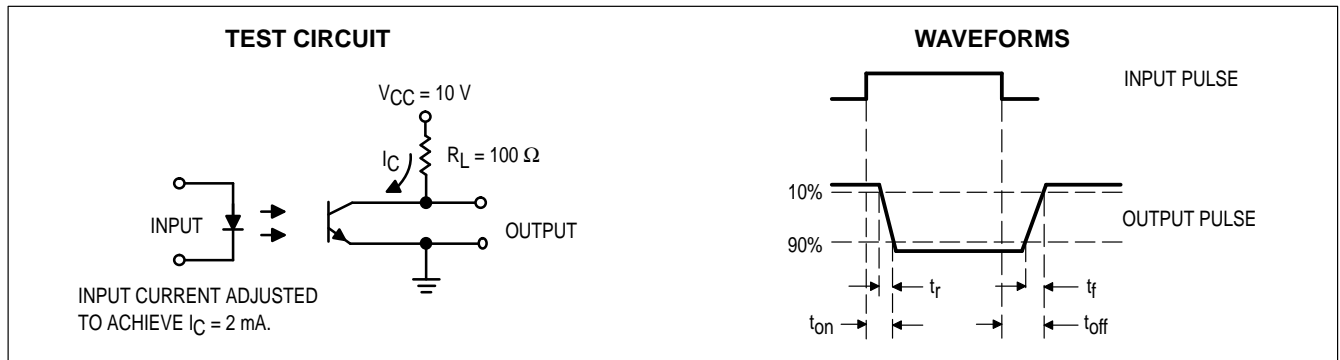 TEST CIRCUIT
VCC = 10 V
IC
RL = 100 Ω
INPUT
OUTPUT
INPUT CURRENT ADJUSTED
TO ACHIEVE IC = 2 mA.
WAVEFORMS
INPUT PULSE
10%
OUTPUT PULSE
90%
tr
tf
ton
toff